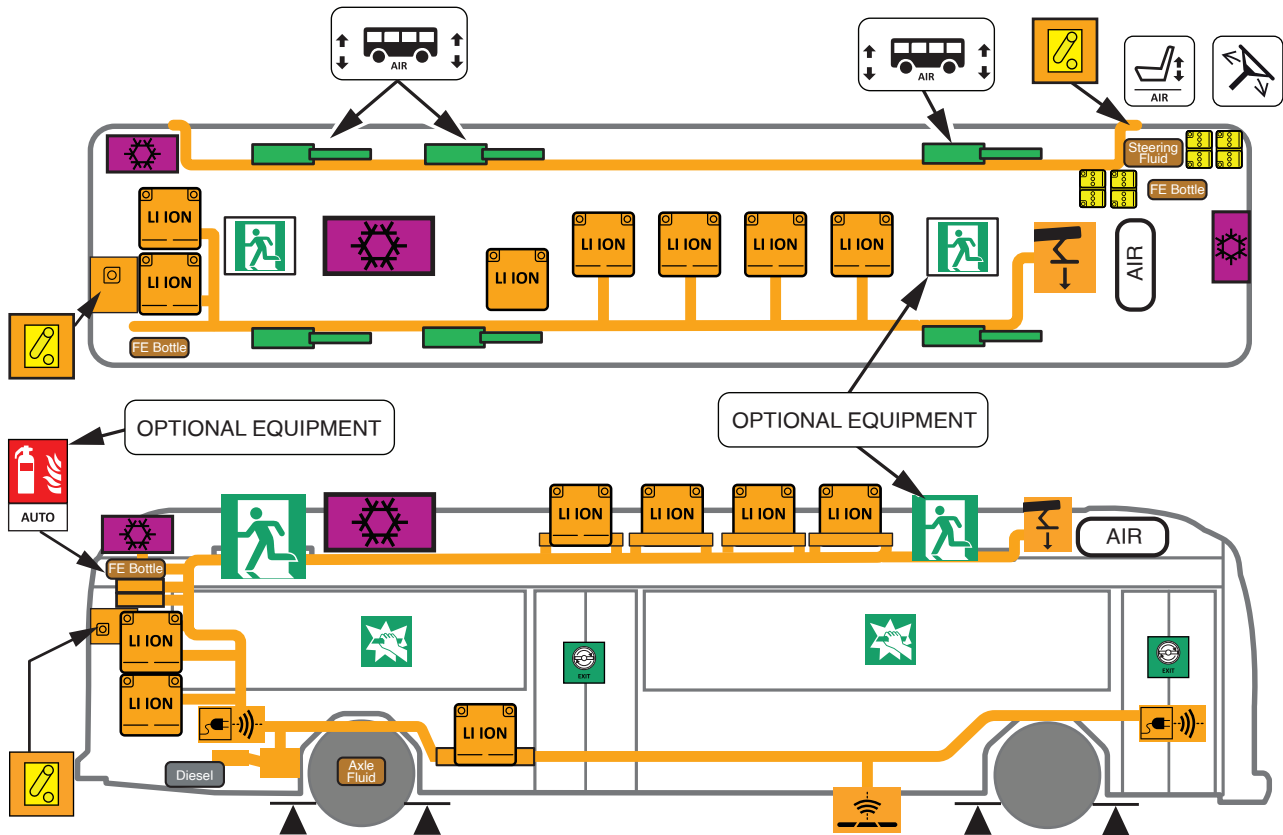 AIR
AIR
AIR
Steering
Fluid
FE Bottle
LI ION
LI ION
LI ION
LI ION
LI ION
LI ION
LI ION
AIR
FE Bottle
OPTIONAL EQUIPMENT
OPTIONAL EQUIPMENT
AUTO
LI ION
LI ION
LI ION
LI ION
AIR
FE Bottle
LI ION
EXIT
EXIT
LI ION
LI ION
Diesel
Axle
Fluid